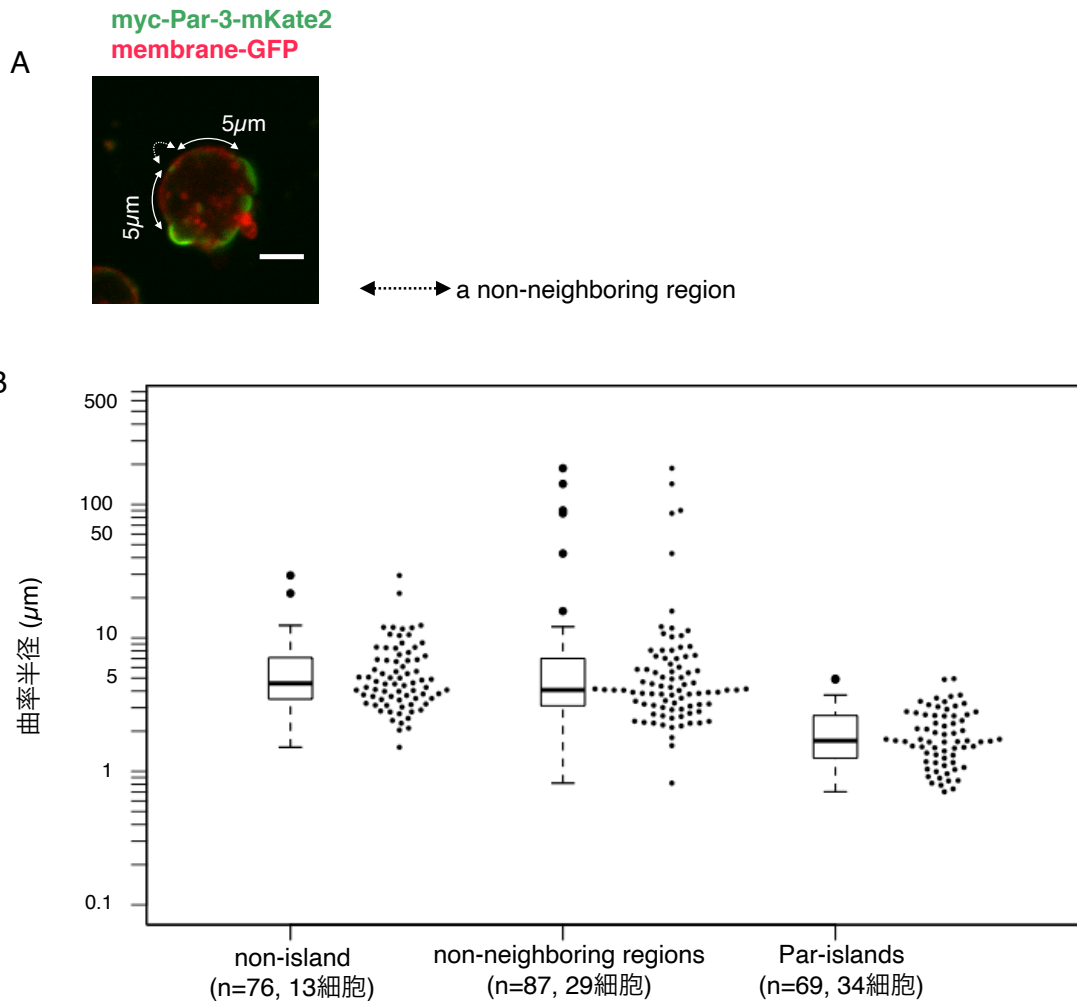 myc-Par-3-mKate2
membrane-GFP
A
5µm
5µm
a non-neighboring region
B
500
100
50
10
5
1
0.1
曲率半径 (µm)
non-island
(n=76, 13細胞)
non-neighboring regions
(n=87, 29細胞)
Par-islands
(n=69, 34細胞)